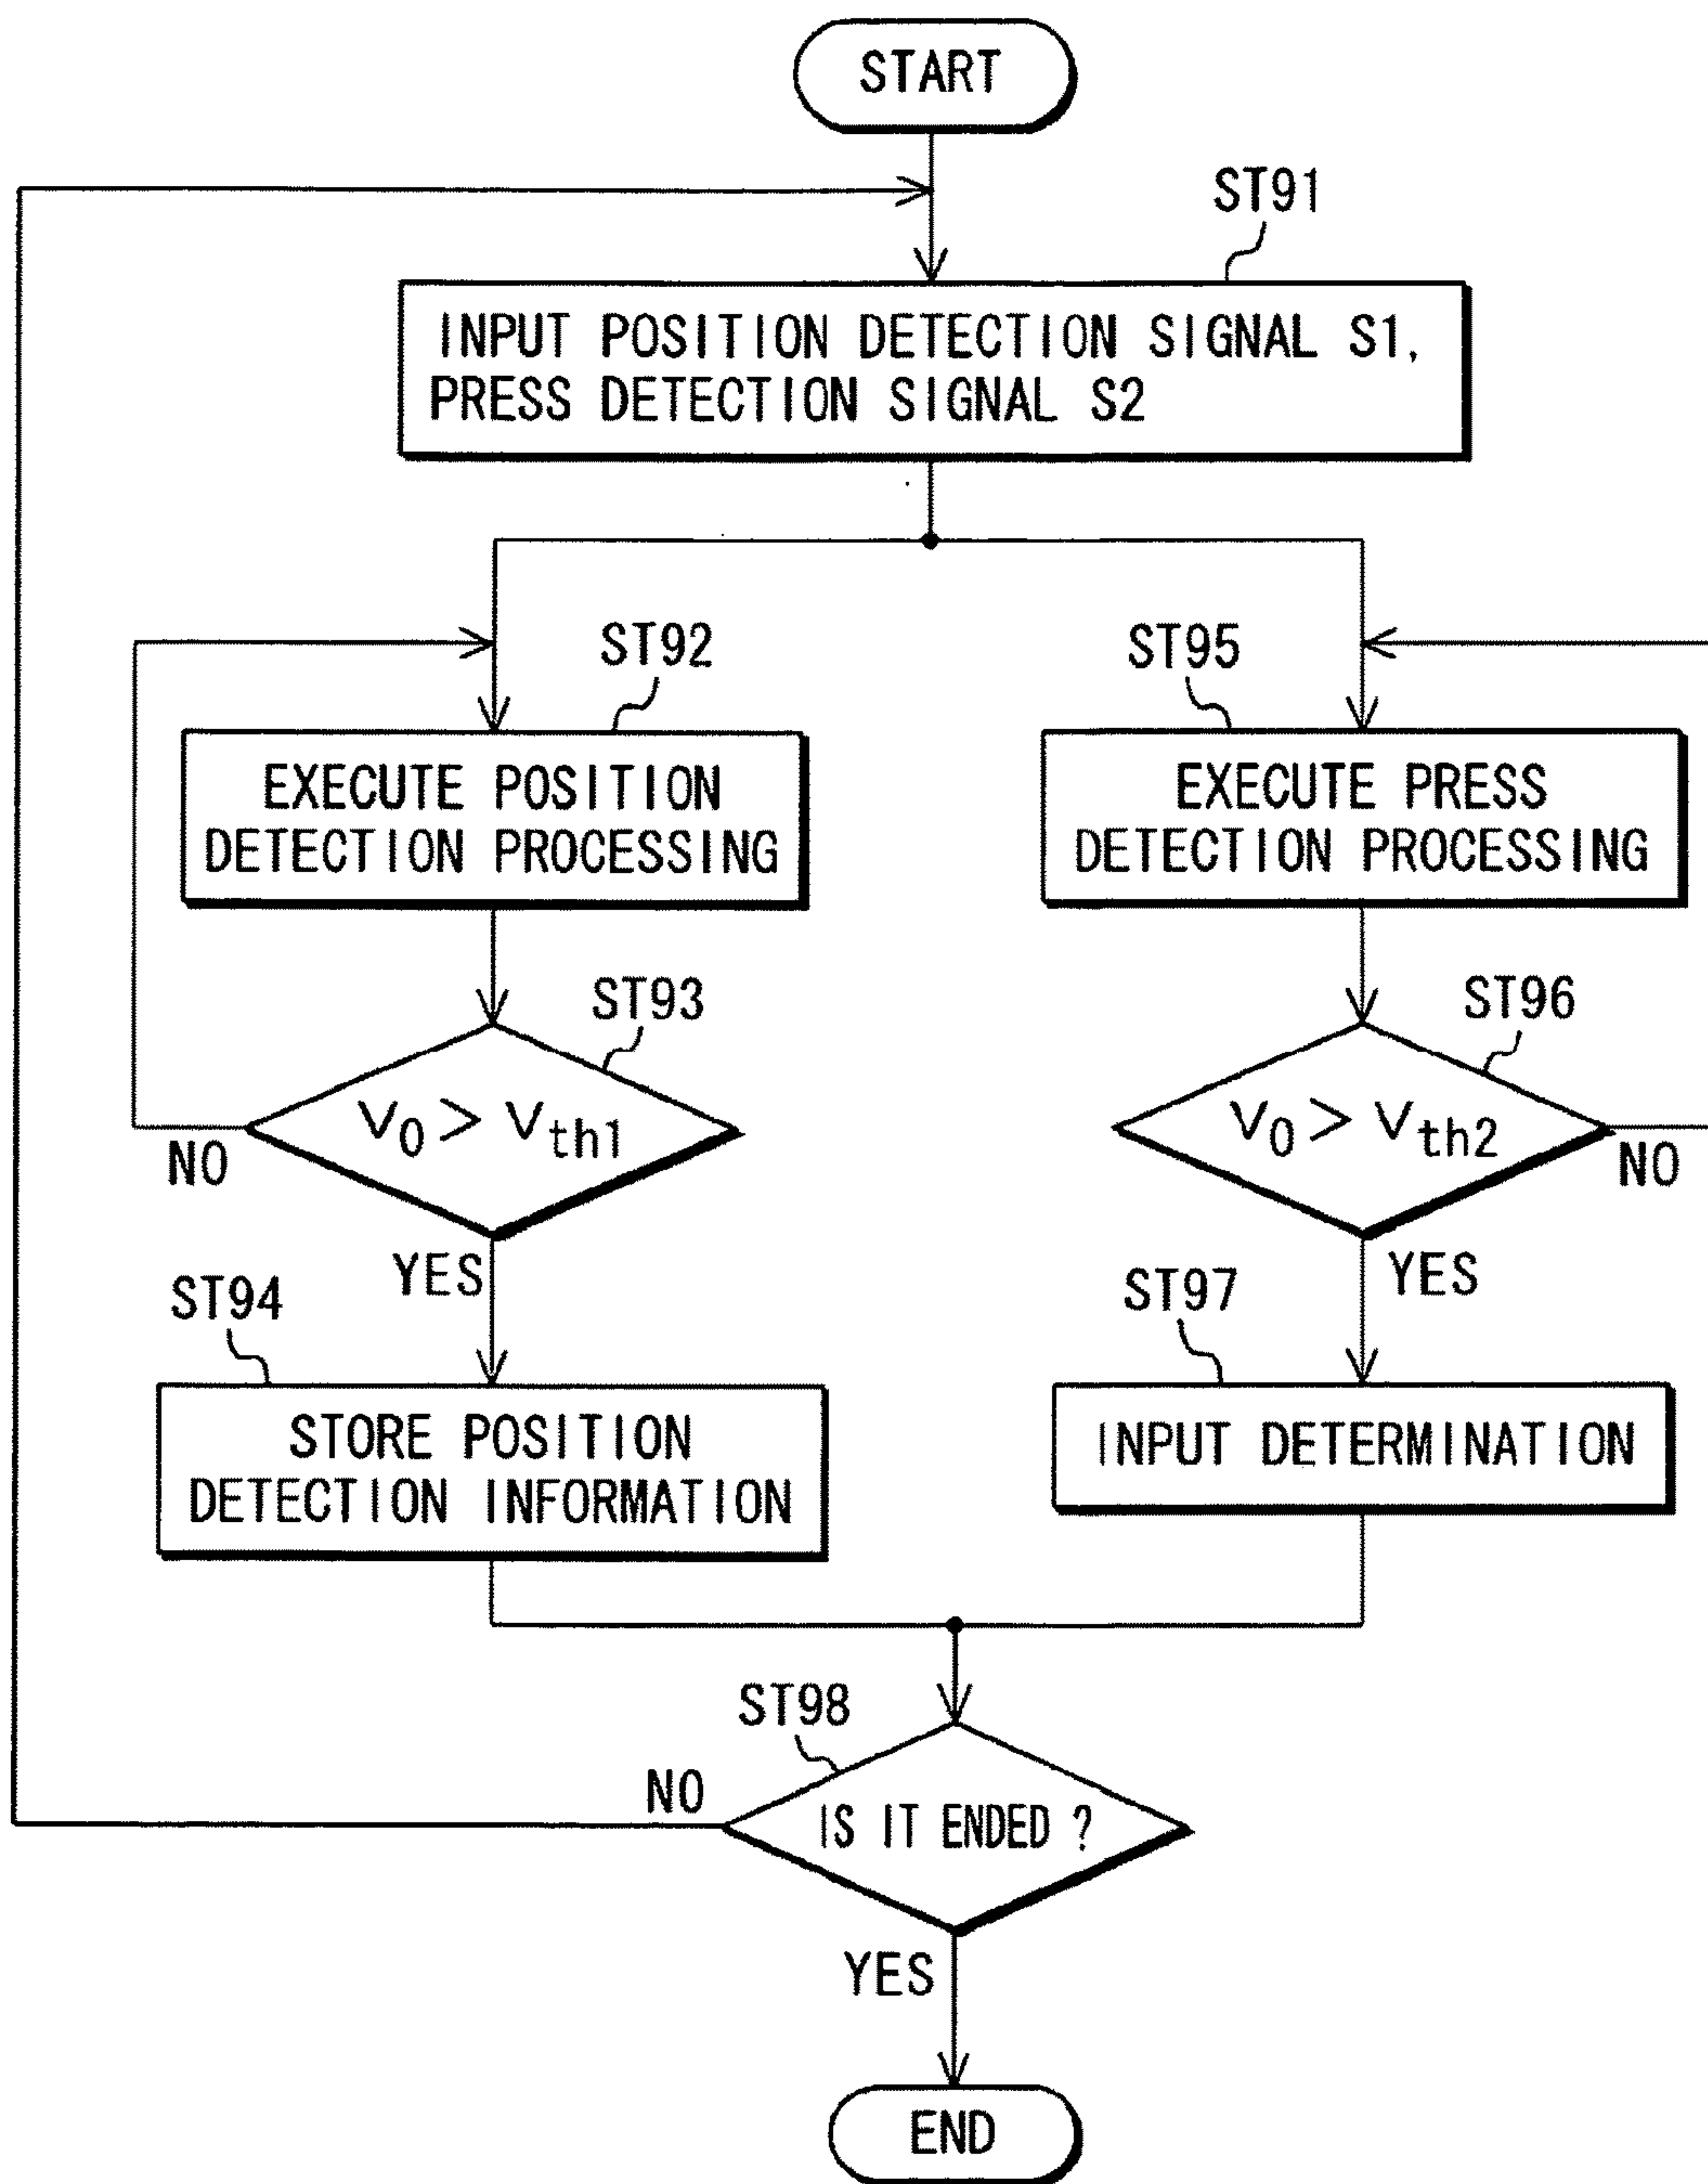 START
ST91
INPUT POSITION DETECTION SIGNAL S1,
PRESS DETECTION SIGNAL S2
ST92
EXECUTE POSITION
DETECTION PROCESSING
ST93
V0 > Vth1
NO
YES
ST94
STORE POSITION
DETECTION INFORMATION
ST95
EXECUTE PRESS
DETECTION PROCESSING
ST96
V0 > Vth2
NO
YES
ST97
INPUT DETERMINATION
ST98
IS IT ENDED ?
NO
YES
END